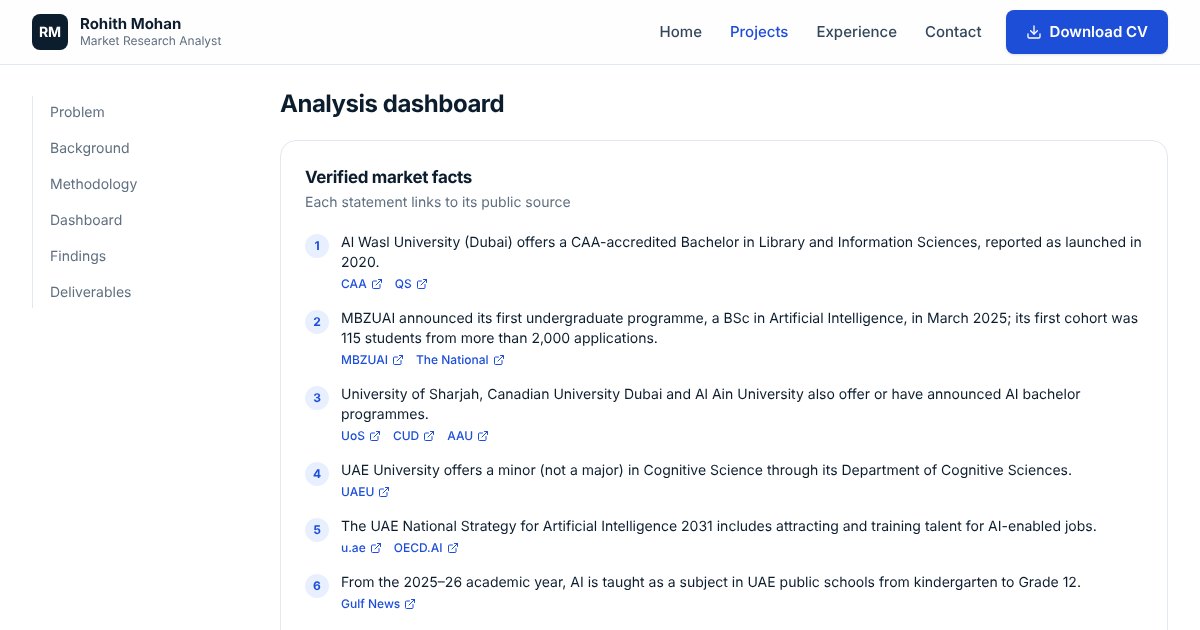 RM
Rohith Mohan
Market Research Analyst
Home
Projects
Experience
Contact
Download CV
Problem
Background
Methodology
Dashboard
Findings
Deliverables
Analysis dashboard
Verified market facts
Each statement links to its public source
1
Al Wasl University (Dubai) offers a CAA-accredited Bachelor in Library and Information Sciences, reported as launched in
2020.
CAA QS
2
MBZUAI announced its first undergraduate programme, a BSc in Artificial Intelligence, in March 2025; its first cohort was
115 students from more than 2,000 applications.
MBZUAI The National
3
University of Sharjah, Canadian University Dubai and Al Ain University also offer or have announced AI bachelor
programmes.
UoS CUD AAU
4
UAE University offers a minor (not a major) in Cognitive Science through its Department of Cognitive Sciences.
UAEU
5
The UAE National Strategy for Artificial Intelligence 2031 includes attracting and training talent for AI-enabled jobs.
u.ae OECD.AI
6
From the 2025–26 academic year, AI is taught as a subject in UAE public schools from kindergarten to Grade 12.
Gulf News